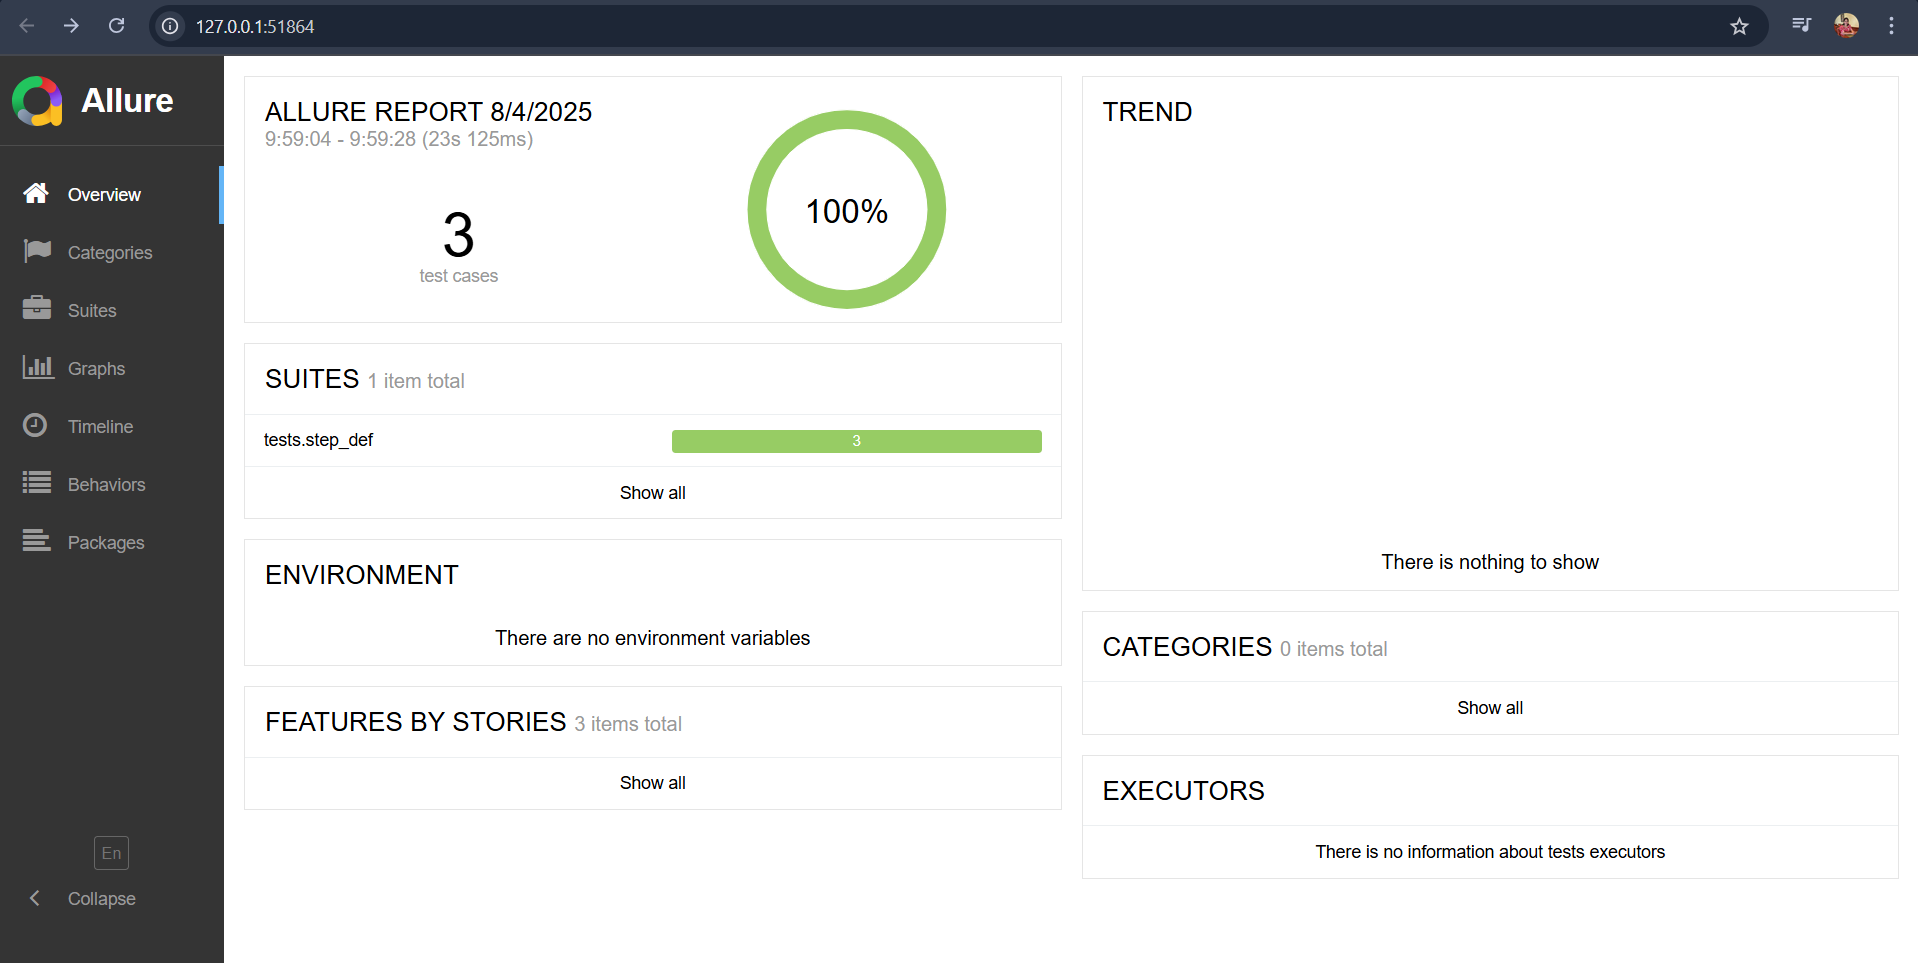 127.0.0.1:51864
Allure
Overview
Categories
Suites
Graphs
Timeline
Behaviors
Packages
En
Collapse
ALLURE REPORT 8/4/2025
9:59:04 - 9:59:28 (23s 125ms)
3
test cases
100%
SUITES 1 item total
tests.step_def 3
Show all
ENVIRONMENT
There are no environment variables
FEATURES BY STORIES 3 items total
Show all
TREND
There is nothing to show
CATEGORIES 0 items total
Show all
EXECUTORS
There is no information about tests executors